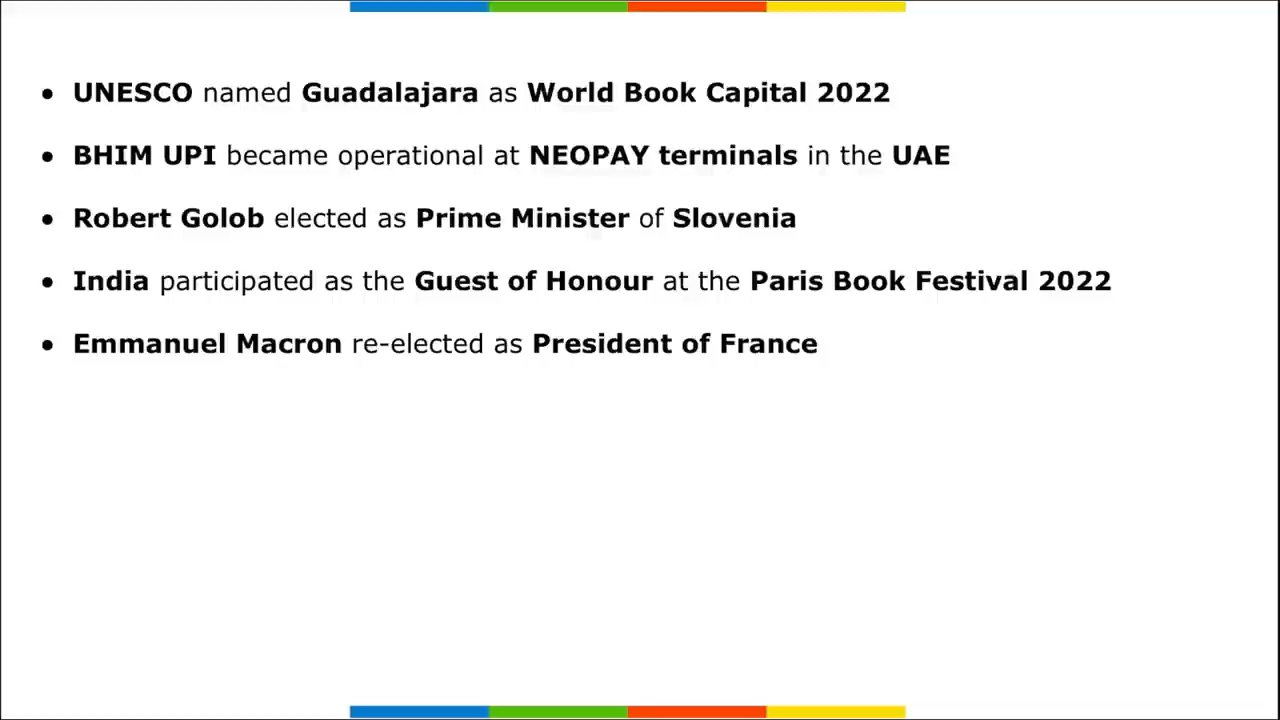 • UNESCO named Guadalajara as World Book Capital 2022
• BHIM UPI became operational at NEOPAY terminals in the UAE
• Robert Golob elected as Prime Minister of Slovenia
• India participated as the Guest of Honour at the Paris Book Festival 2022
• Emmanuel Macron re-elected as President of France